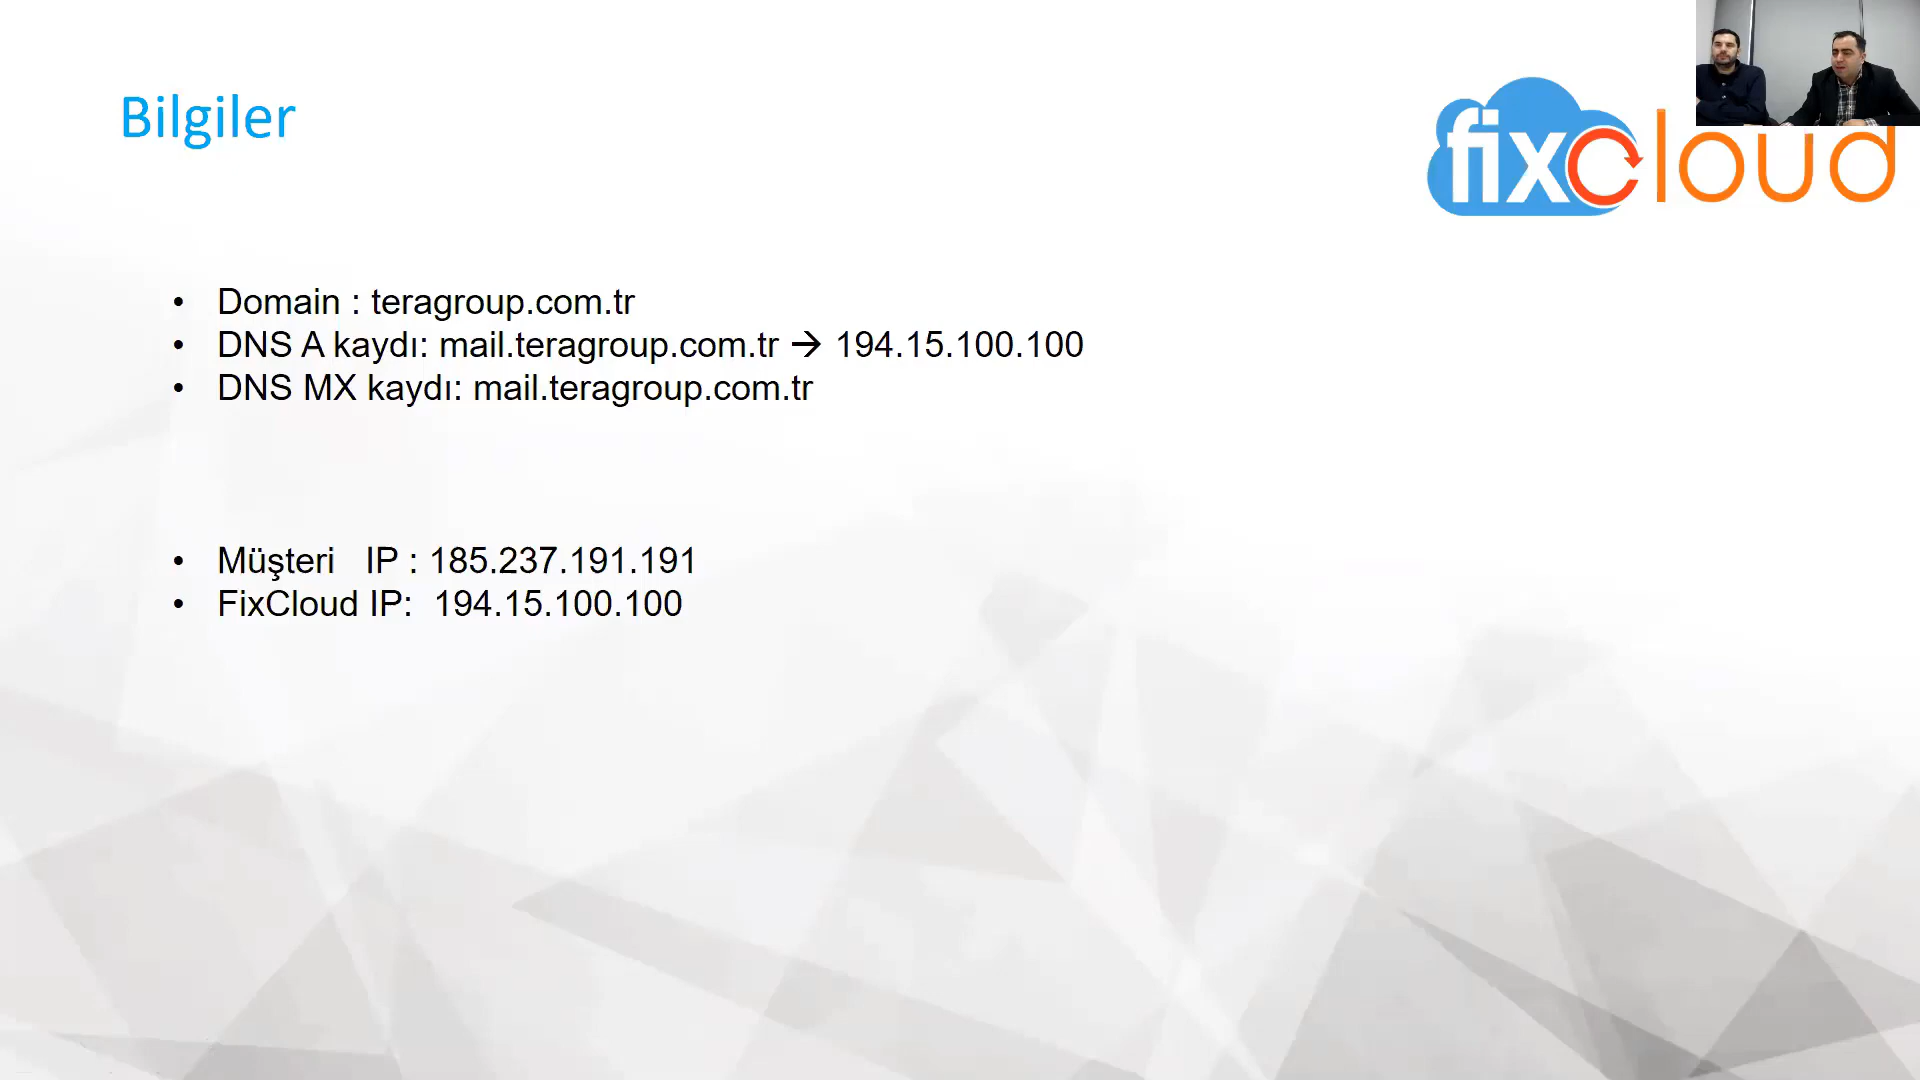 Bilgiler
fixcloud
• Domain : teragroup.com.tr
• DNS A kaydı: mail.teragroup.com.tr → 194.15.100.100
• DNS MX kaydı: mail.teragroup.com.tr
• Müşteri IP : 185.237.191.191
• FixCloud IP: 194.15.100.100